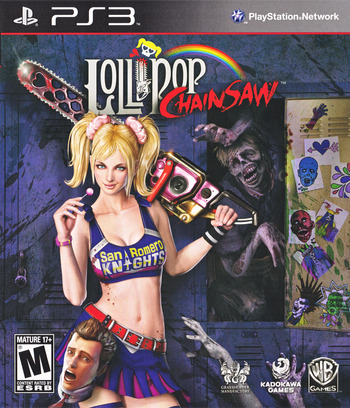 PS3
PlayStation®Network
LOLLIPOP
CHAINSAW™
San Romero
KNIGHTS
MATURE 17+
M
CONTENT RATED BY
ESRB
GRASSHOPPER
MANUFACTURE
KADOKAWA
GAMES
WB
GAMES